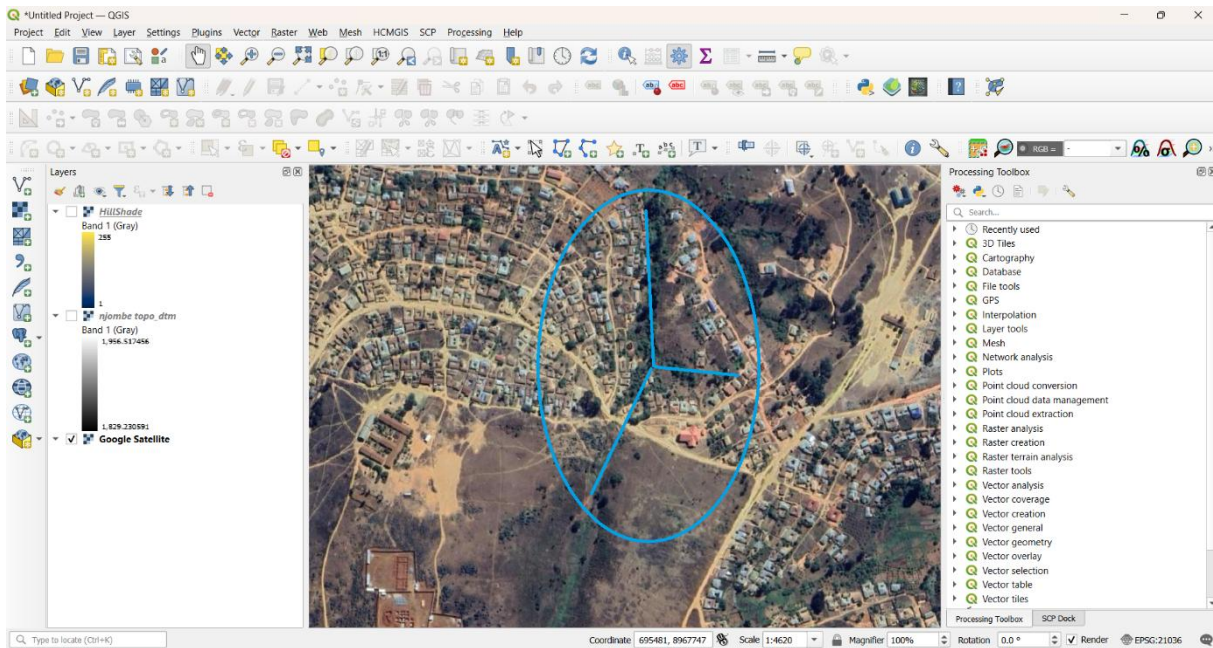 *Untitled Project — QGIS
Project Edit View Layer Settings Plugins Vector Raster Web Mesh HCMGIS SCP Processing Help
RGB = -
Layers
HillShade
Band 1 (Gray)
255
1
njombe topo_dtm
Band 1 (Gray)
1,956.517456
1,829.230591
Google Satellite
Processing Toolbox
Search...
Recently used
3D Tiles
Cartography
Database
File tools
GPS
Interpolation
Layer tools
Mesh
Network analysis
Plots
Point cloud conversion
Point cloud data management
Point cloud extraction
Raster analysis
Raster creation
Raster terrain analysis
Raster tools
Vector analysis
Vector coverage
Vector creation
Vector general
Vector geometry
Vector overlay
Vector selection
Vector table
Vector tiles
Processing Toolbox SCP Dock
Type to locate (Ctrl+K) Coordinate 695481, 8967747 Scale 1:4620 Magnifier 100% Rotation 0.0 ° Render EPSG:21036